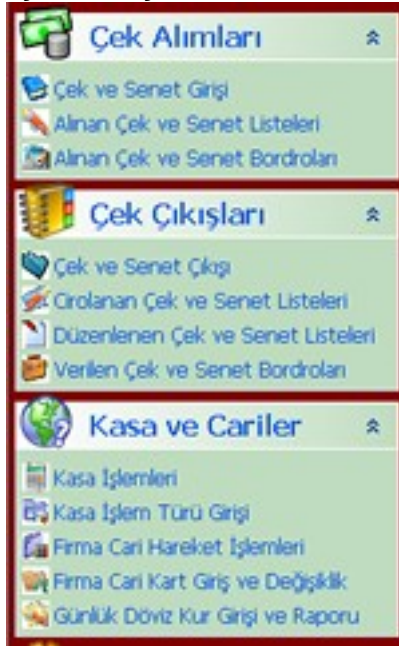 Çek Alımları
Çek ve Senet Girişi
Alınan Çek ve Senet Listeleri
Alınan Çek ve Senet Bordroları
Çek Çıkışları
Çek ve Senet Çıkışı
Cirolanan Çek ve Senet Listeleri
Düzenlenen Çek ve Senet Listeleri
Verilen Çek ve Senet Bordroları
Kasa ve Cariler
Kasa İşlemleri
Kasa İşlem Türü Girişi
Firma Cari Hareket İşlemleri
Firma Cari Kart Giriş ve Değişiklik
Günlük Döviz Kur Girişi ve Raporu